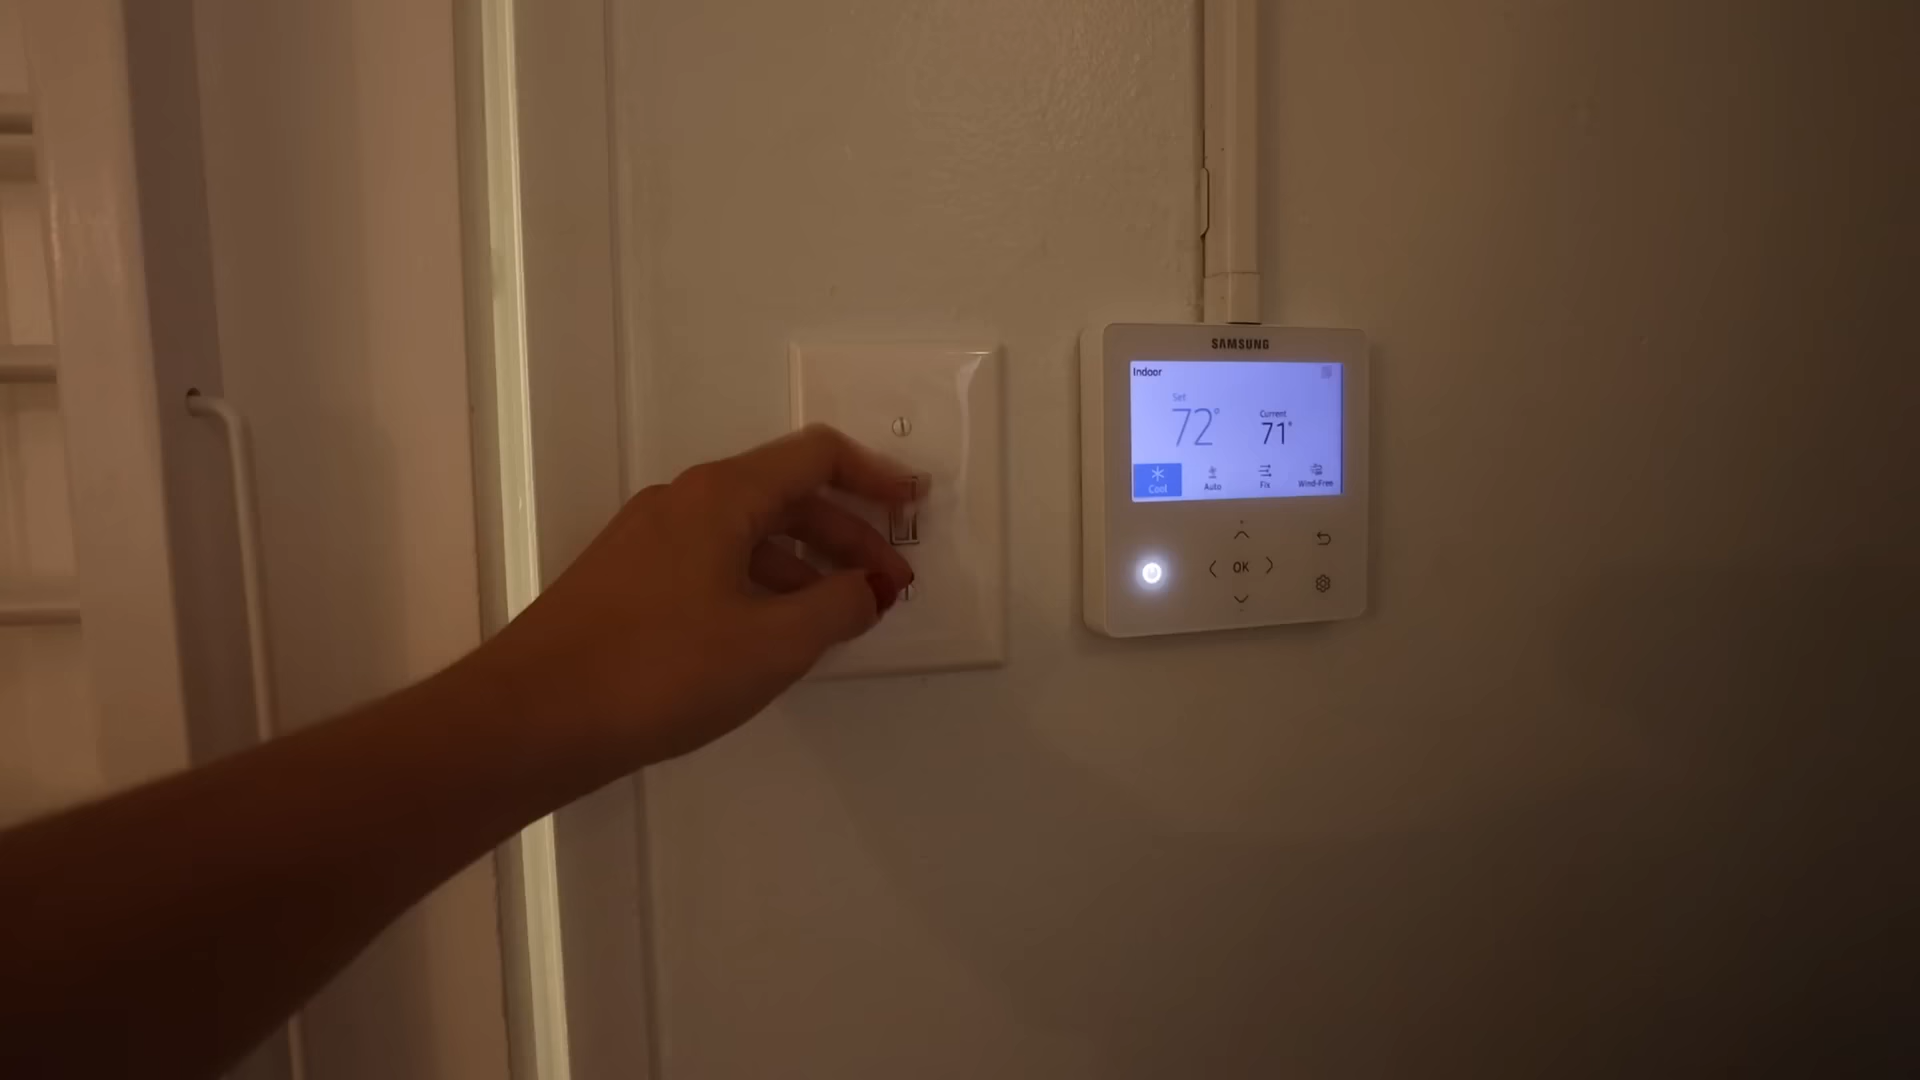 SAMSUNG
Indoor
Set
72°
Current
71°
Cool
Auto
Fix
Wind-Free
OK